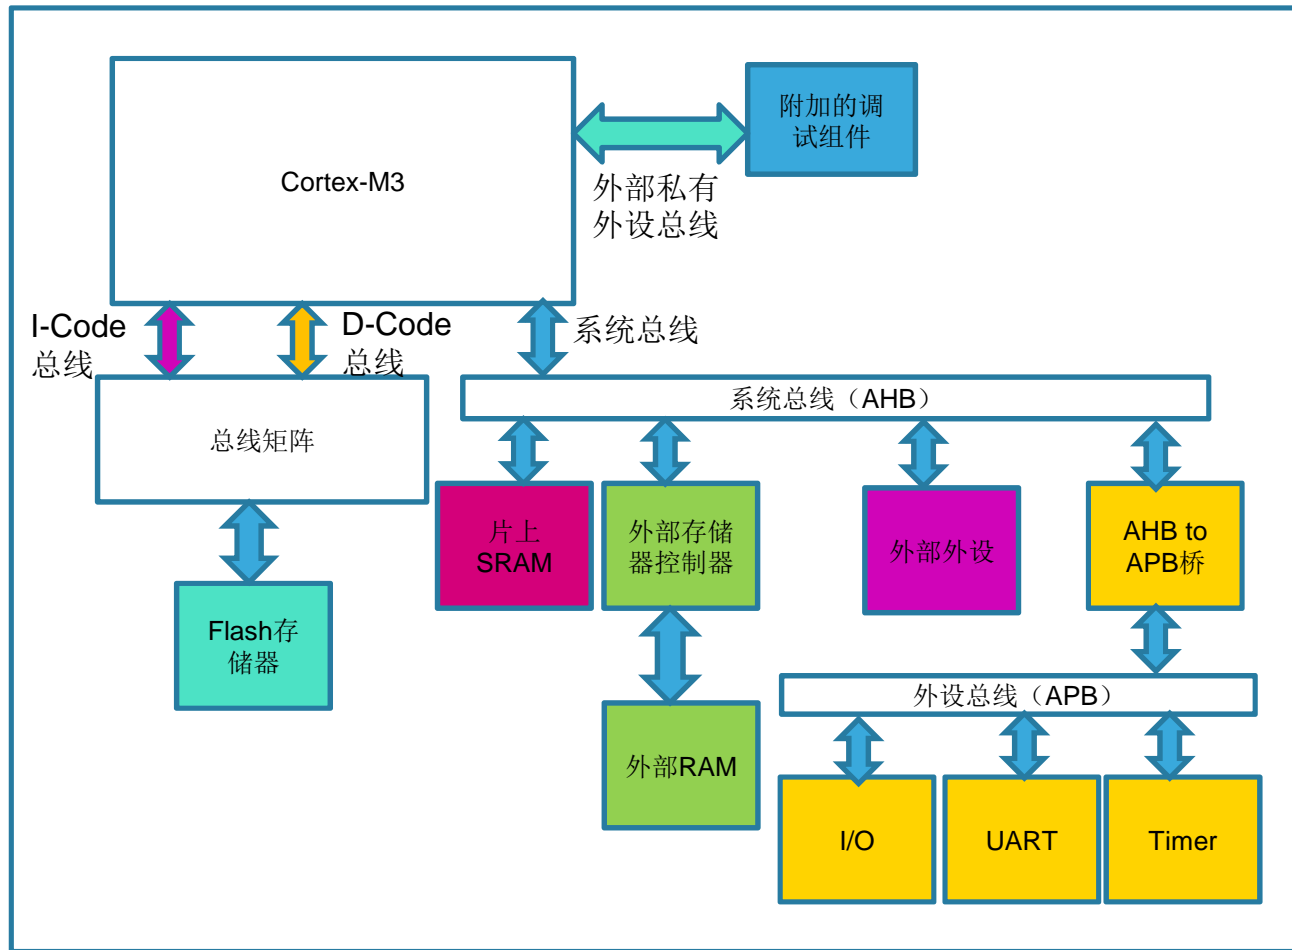 Cortex-M3
附加的调
试组件
外部私有
外设总线
I-Code
总线
D-Code
总线
系统总线
系统总线（AHB）
总线矩阵
片上
SRAM
外部存储
器控制器
外部外设
AHB to
APB桥
Flash存
储器
外设总线（APB）
外部RAM
I/O
UART
Timer